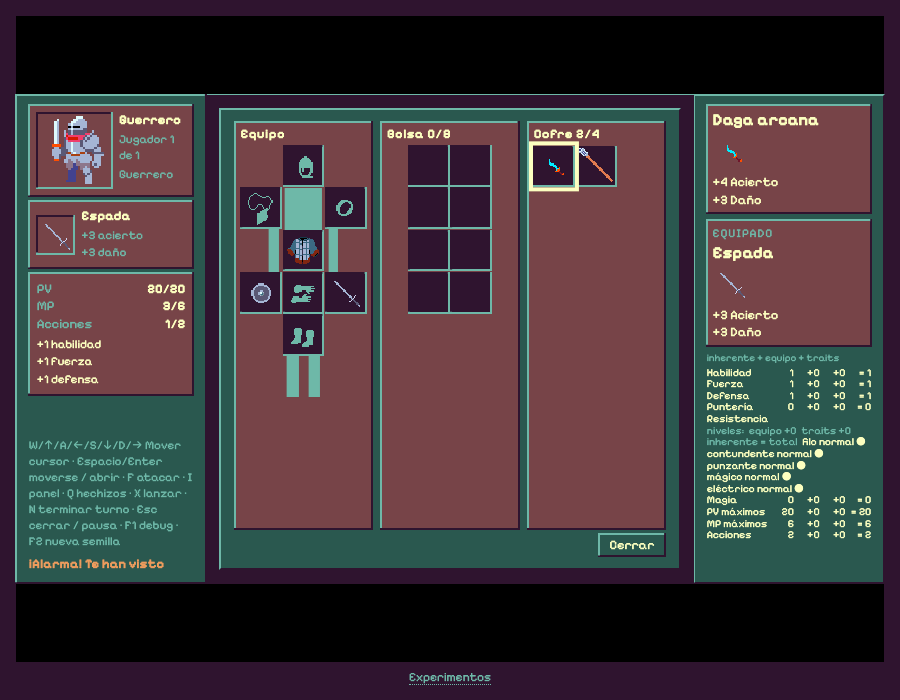 Guerrero
Jugador 1
de 1
Guerrero
Espada
+3 acierto
+3 daño
PV 20/20
MP 3/6
Acciones 1/2
+1 habilidad
+1 fuerza
+1 defensa
W/↑/A/←/S/↓/D/→ Mover
cursor · Espacio/Enter
moverse / abrir · F atacar · I
panel · Q hechizos · X lanzar ·
N terminar turno · Esc
cerrar / pausa · F1 debug ·
F2 nueva semilla
¡Alarma! Te han visto
Equipo
Bolsa 0/8
Cofre 2/4
Cerrar
Daga arcana
+4 Acierto
+3 Daño
EQUIPADO
Espada
+3 Acierto
+3 Daño
inherente + equipo + traits
Habilidad 1 +0 +0 = 1
Fuerza 1 +0 +0 = 1
Defensa 1 +0 +0 = 1
Puntería 0 +0 +0 = 0
Resistencia
niveles: equipo +0 traits +0
inherente = total filo normal
contundente normal
punzante normal
mágico normal
eléctrico normal
Magia 0 +0 +0 = 0
PV máximos 20 +0 +0 = 20
MP máximos 6 +0 +0 = 6
Acciones 2 +0 +0 = 2
Experimentos